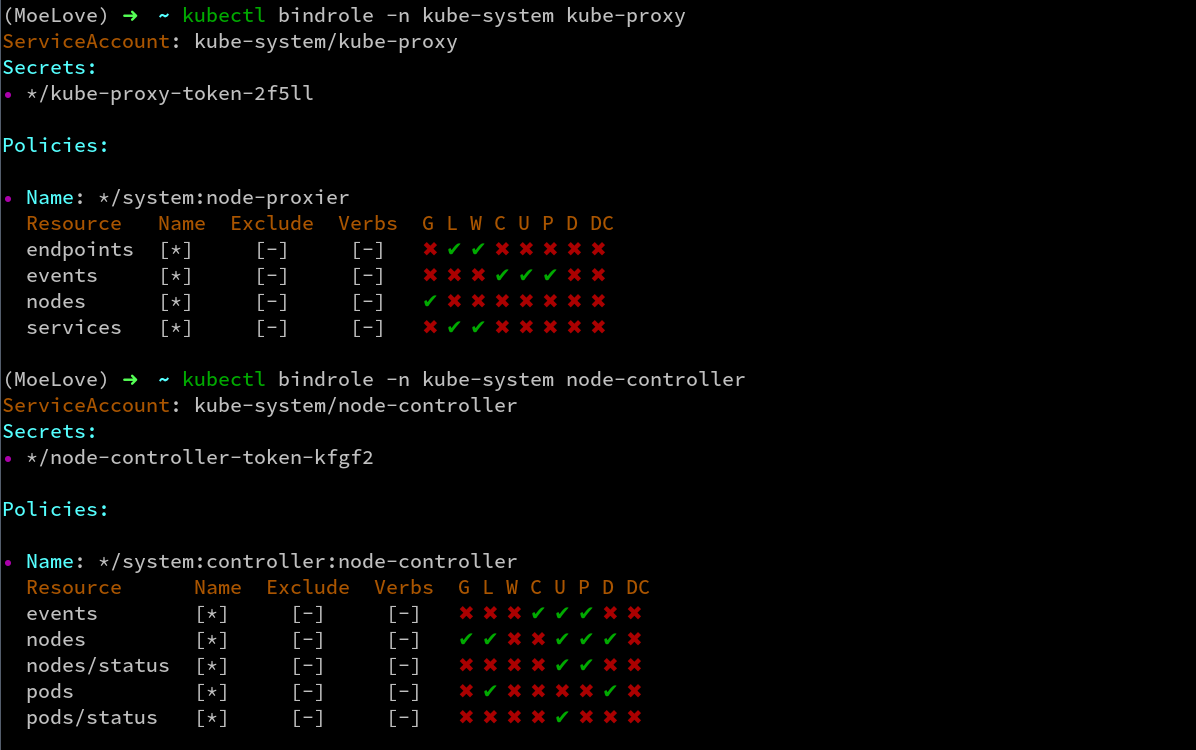 (MoeLove) ➜ ~ kubectl bindrole -n kube-system kube-proxy
ServiceAccount: kube-system/kube-proxy
Secrets:
• */kube-proxy-token-2f5ll

Policies:

• Name: */system:node-proxier
Resource Name Exclude Verbs G L W C U P D DC
endpoints [*] [-] [-] ✖ ✔ ✔ ✖ ✖ ✖ ✖ ✖
events [*] [-] [-] ✖ ✖ ✖ ✔ ✔ ✔ ✖ ✖
nodes [*] [-] [-] ✔ ✖ ✖ ✖ ✖ ✖ ✖ ✖
services [*] [-] [-] ✖ ✔ ✔ ✖ ✖ ✖ ✖ ✖

(MoeLove) ➜ ~ kubectl bindrole -n kube-system node-controller
ServiceAccount: kube-system/node-controller
Secrets:
• */node-controller-token-kfgf2

Policies:

• Name: */system:controller:node-controller
Resource Name Exclude Verbs G L W C U P D DC
events [*] [-] [-] ✖ ✖ ✖ ✔ ✔ ✔ ✖ ✖
nodes [*] [-] [-] ✔ ✔ ✖ ✖ ✔ ✔ ✔ ✖
nodes/status [*] [-] [-] ✖ ✖ ✖ ✖ ✔ ✔ ✖ ✖
pods [*] [-] [-] ✖ ✔ ✖ ✖ ✖ ✖ ✔ ✖
pods/status [*] [-] [-] ✖ ✖ ✖ ✖ ✔ ✖ ✖ ✖